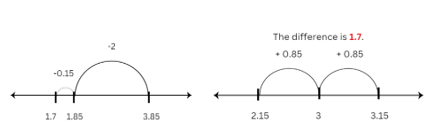 -2
-0.15
1.7 1.85 3.85
The difference is 1.7.
+ 0.85 + 0.85
2.15 3 3.15